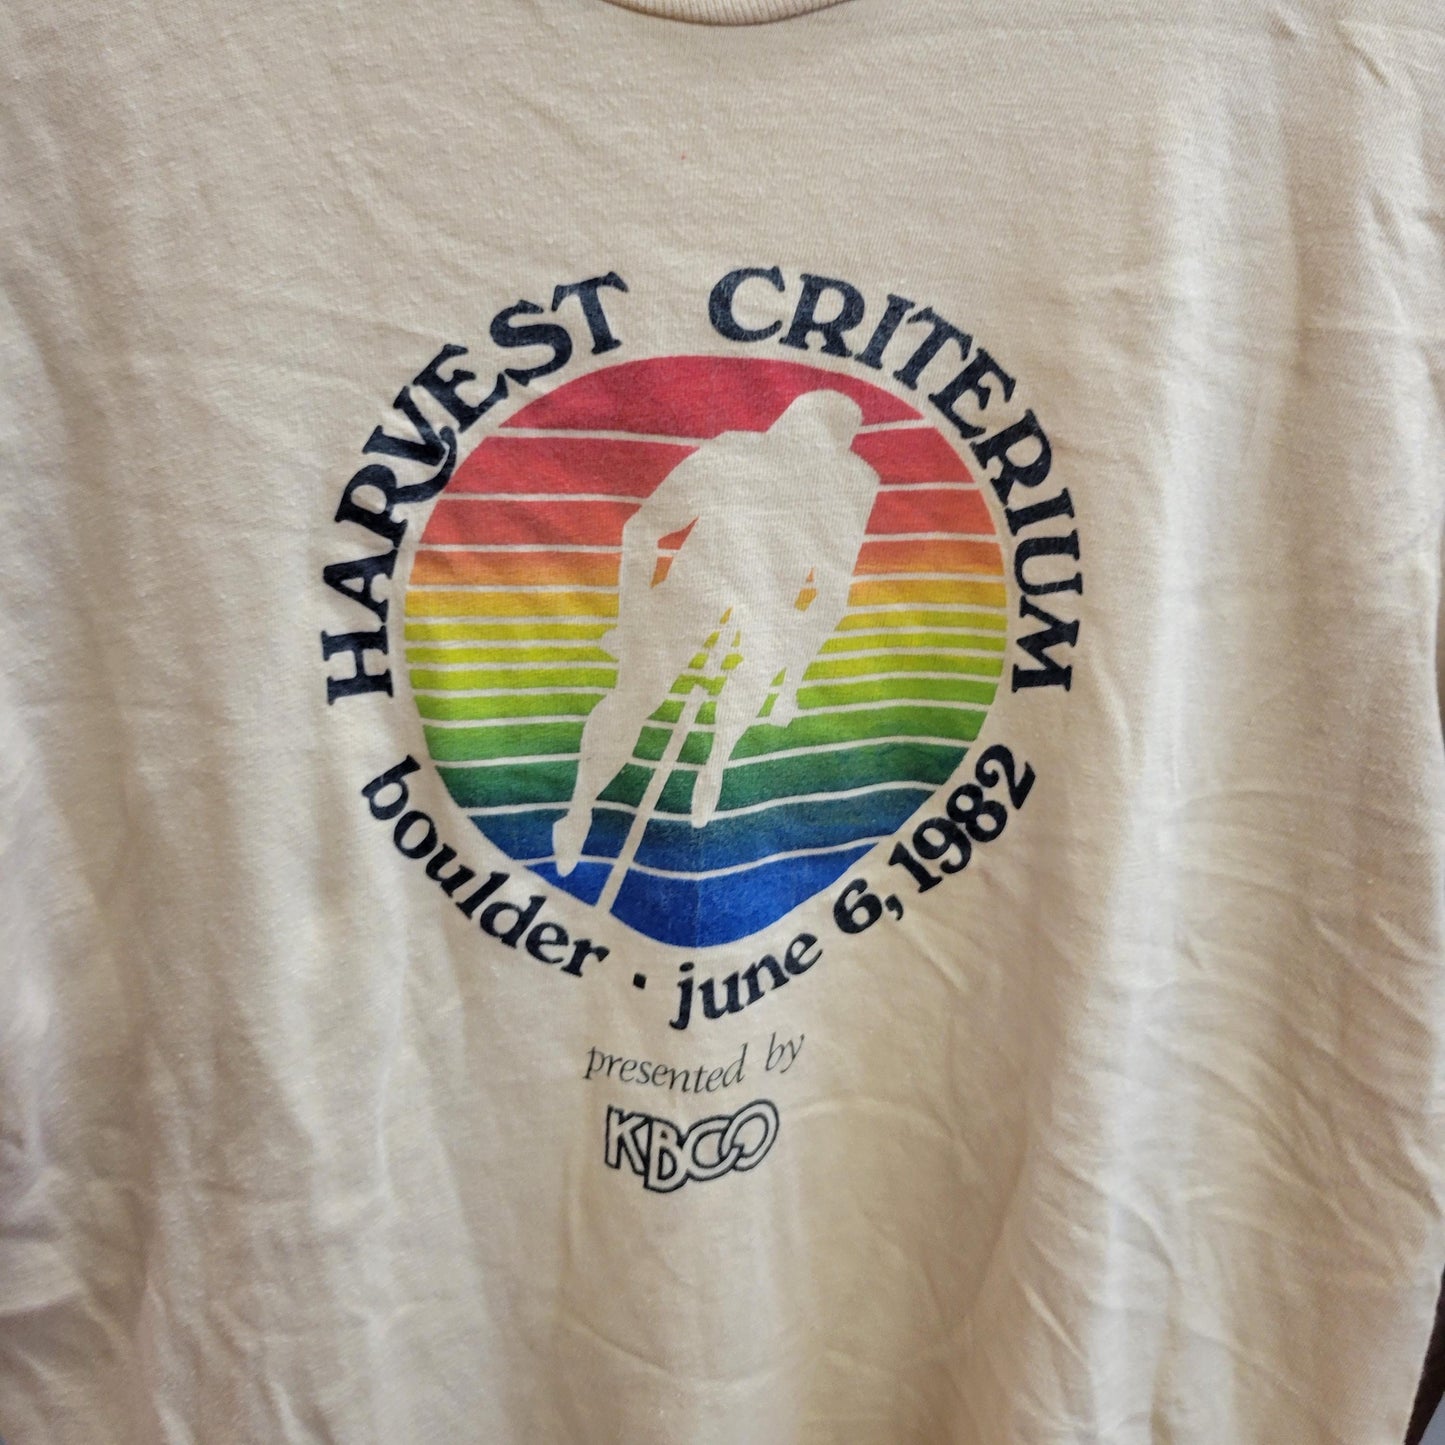 HARVEST CRITERIUM
boulder · june 6, 1982
presented by
KBCO